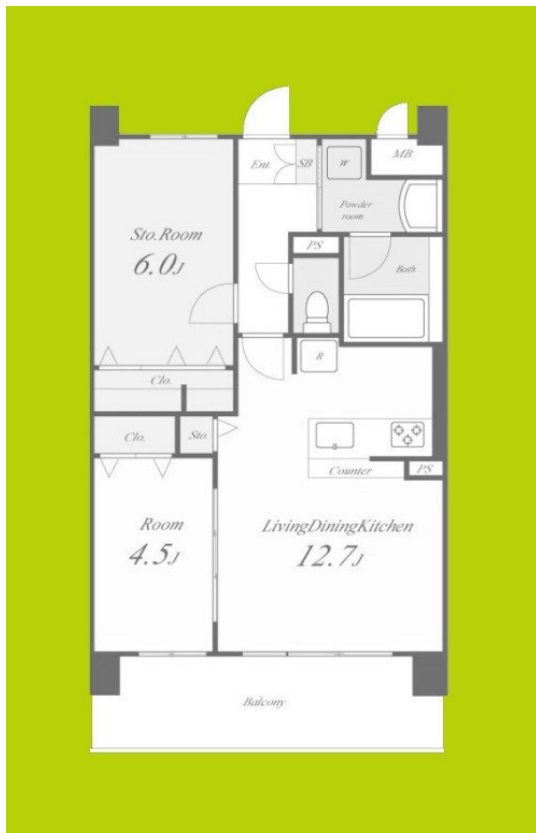 Ent.
SB
W
MB
Powder
room
Sto.Room
6.0J
PS
Bath
R
Clo.
Clo.
Sto.
Counter
PS
Room
4.5J
LivingDiningKitchen
12.7J
Balcony